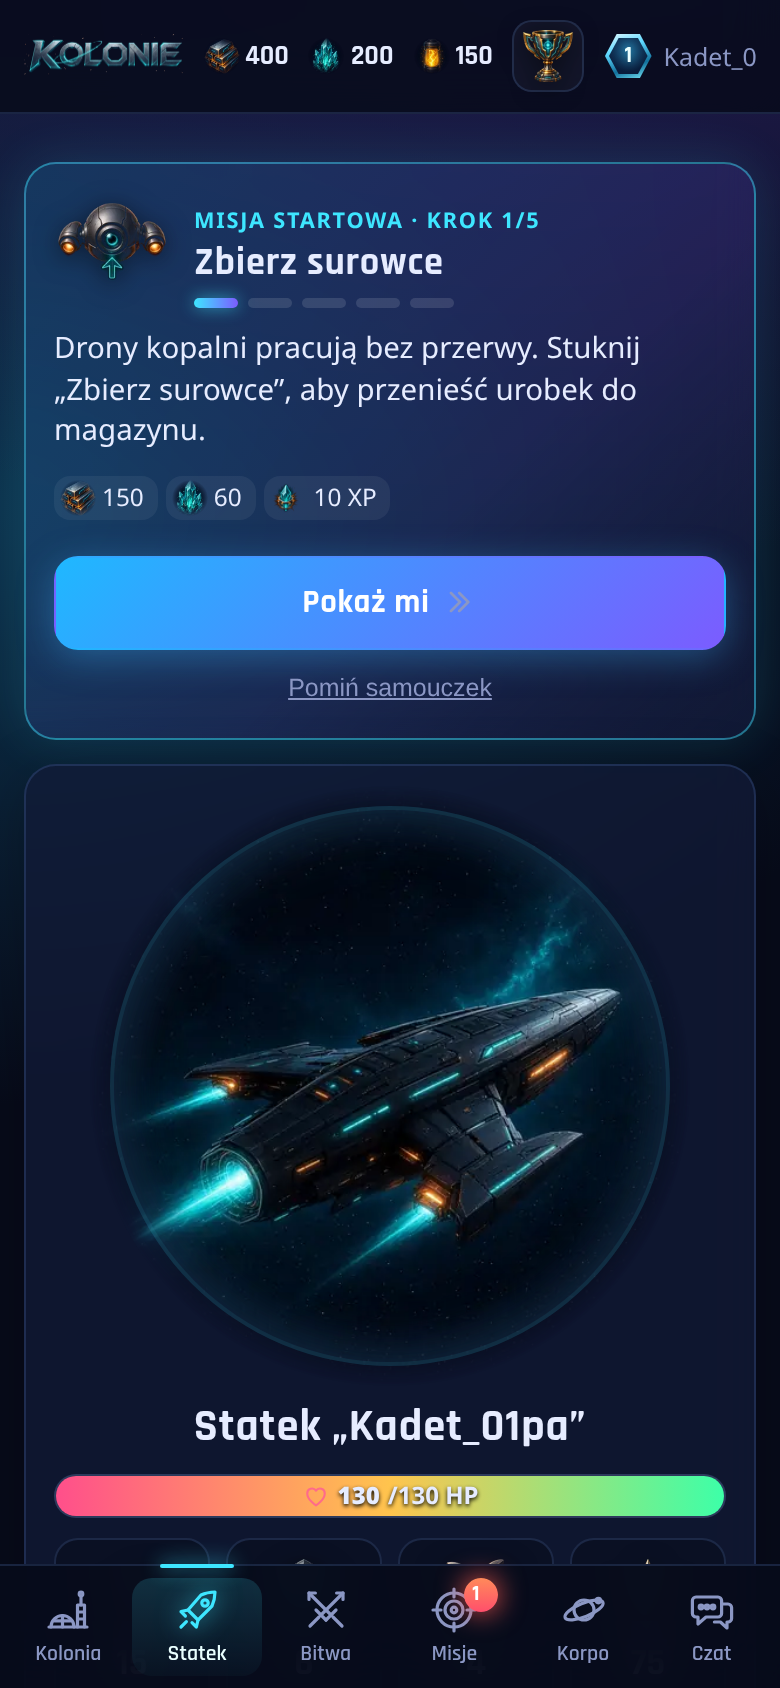 KOLONIE 400 200 150 1 Kadet_0
MISJA STARTOWA · KROK 1/5
Zbierz surowce
Drony kopalni pracują bez przerwy. Stuknij
„Zbierz surowce”, aby przenieść urobek do
magazynu.
150 60 10 XP
Pokaż mi
Pomiń samouczek
Statek „Kadet_01pa”
130 /130 HP
1
Kolonia Statek Bitwa Misje Korpo Czat